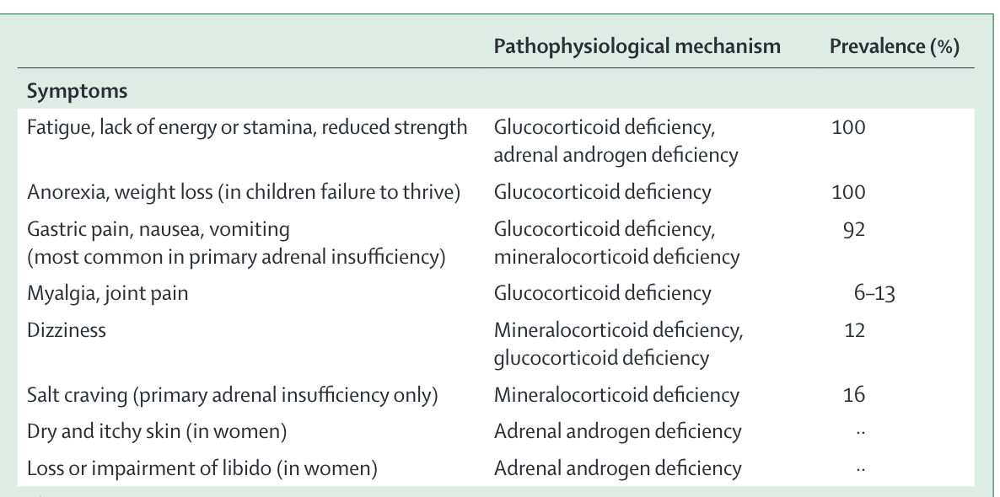 Pathophysiological mechanism Prevalence (%)
Symptoms
Fatigue, lack of energy or stamina, reduced strength Glucocorticoid deficiency, 100
adrenal androgen deficiency
Anorexia, weight loss (in children failure to thrive) Glucocorticoid deficiency 100
Gastric pain, nausea, vomiting Glucocorticoid deficiency, 92
(most common in primary adrenal insufficiency) mineralocorticoid deficiency
Myalgia, joint pain Glucocorticoid deficiency 6–13
Dizziness Mineralocorticoid deficiency, 12
glucocorticoid deficiency
Salt craving (primary adrenal insufficiency only) Mineralocorticoid deficiency 16
Dry and itchy skin (in women) Adrenal androgen deficiency ··
Loss or impairment of libido (in women) Adrenal androgen deficiency ··